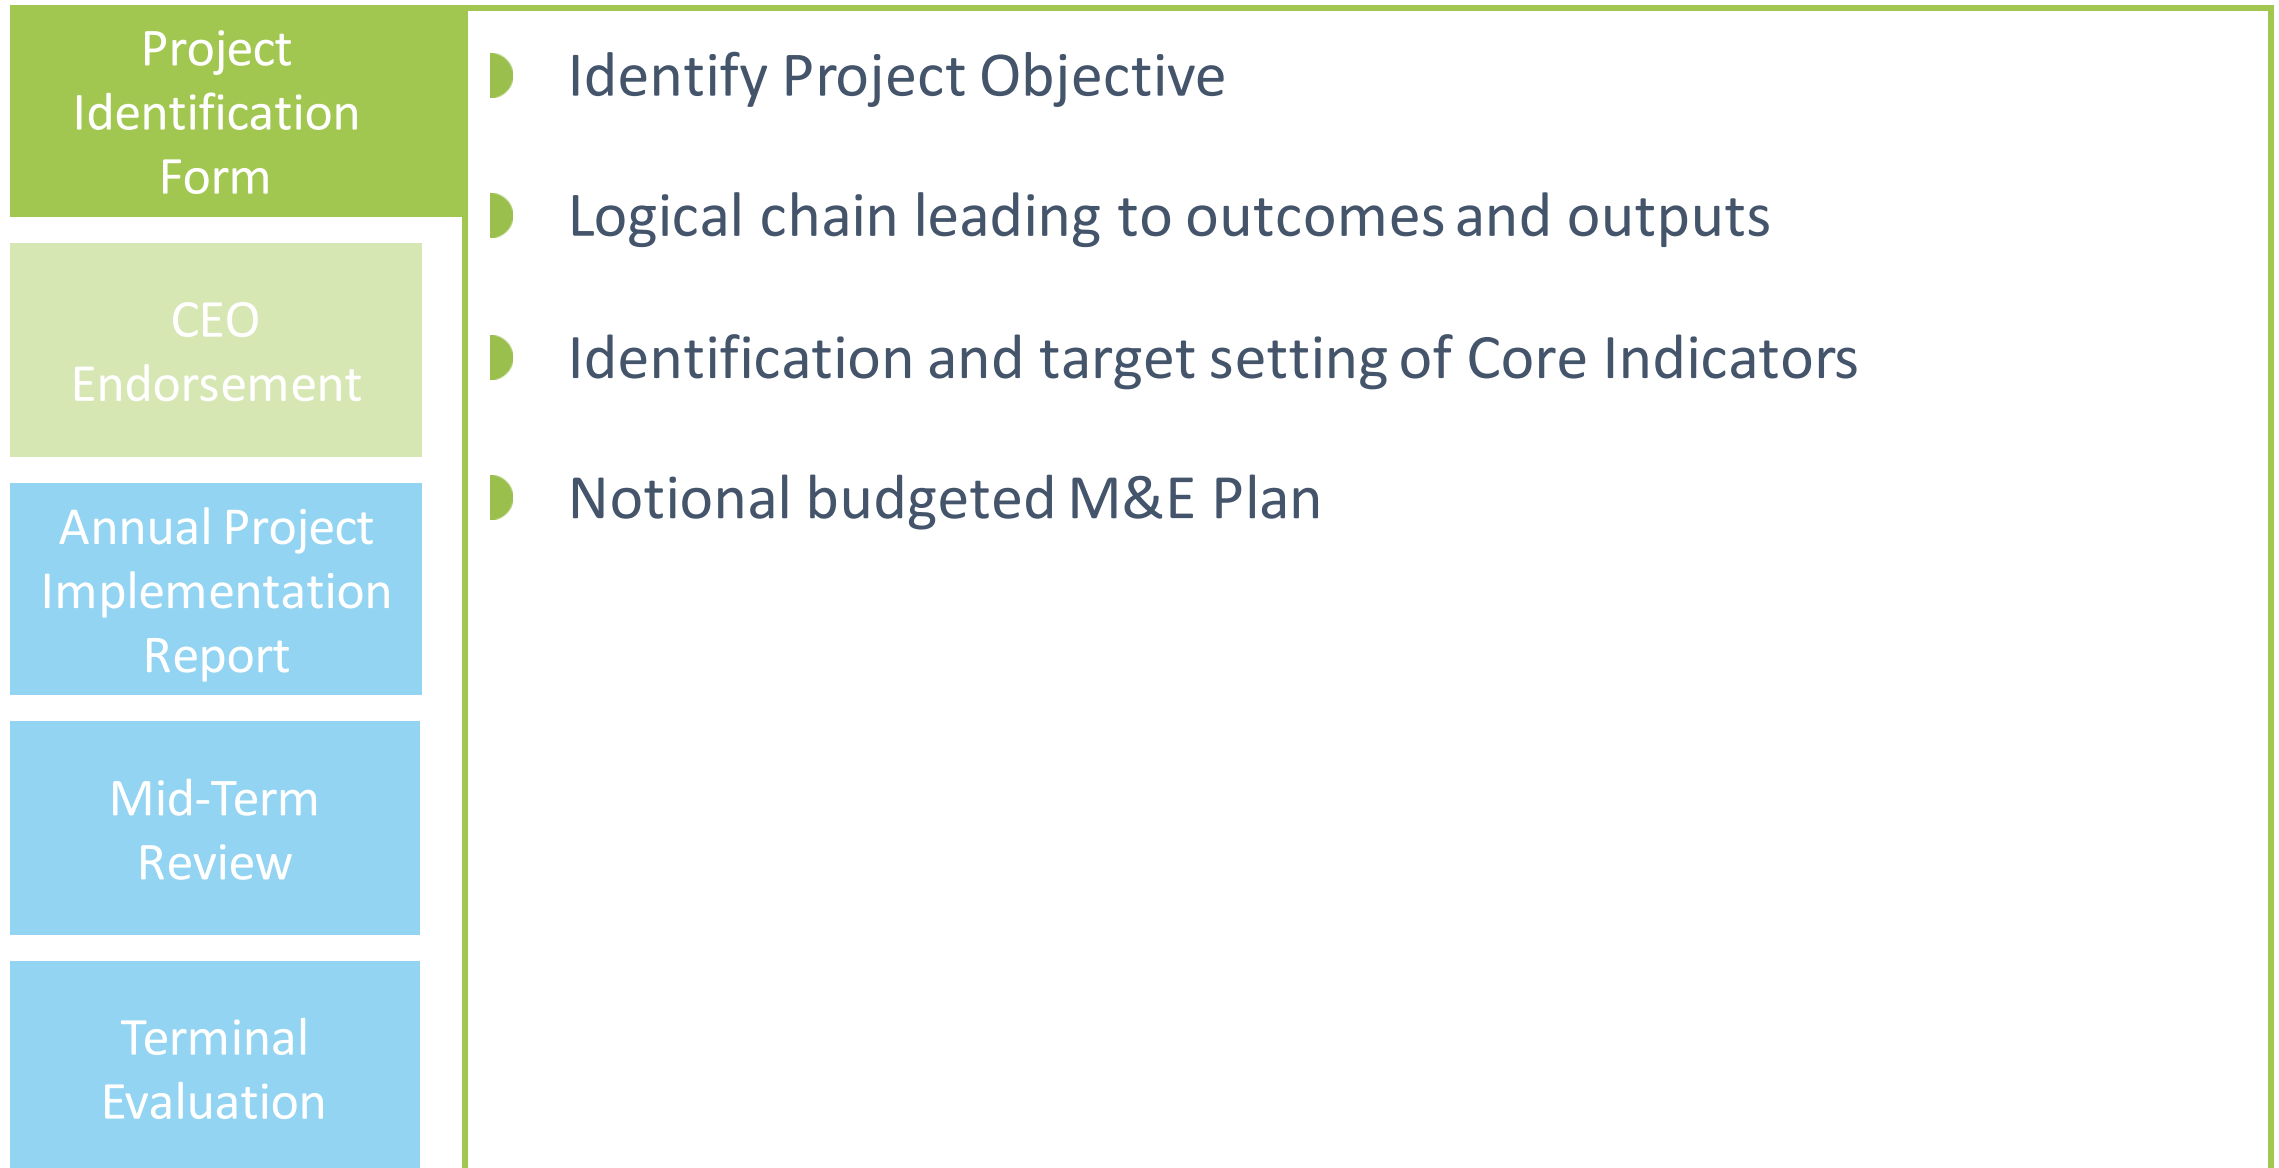 Project
Identification
Form
CEO
Endorsement
Annual Project
Implementation
Report
Mid-Term
Review
Terminal
Evaluation
Identify Project Objective
Logical chain leading to outcomes and outputs
Identification and target setting of Core Indicators
Notional budgeted M&E Plan